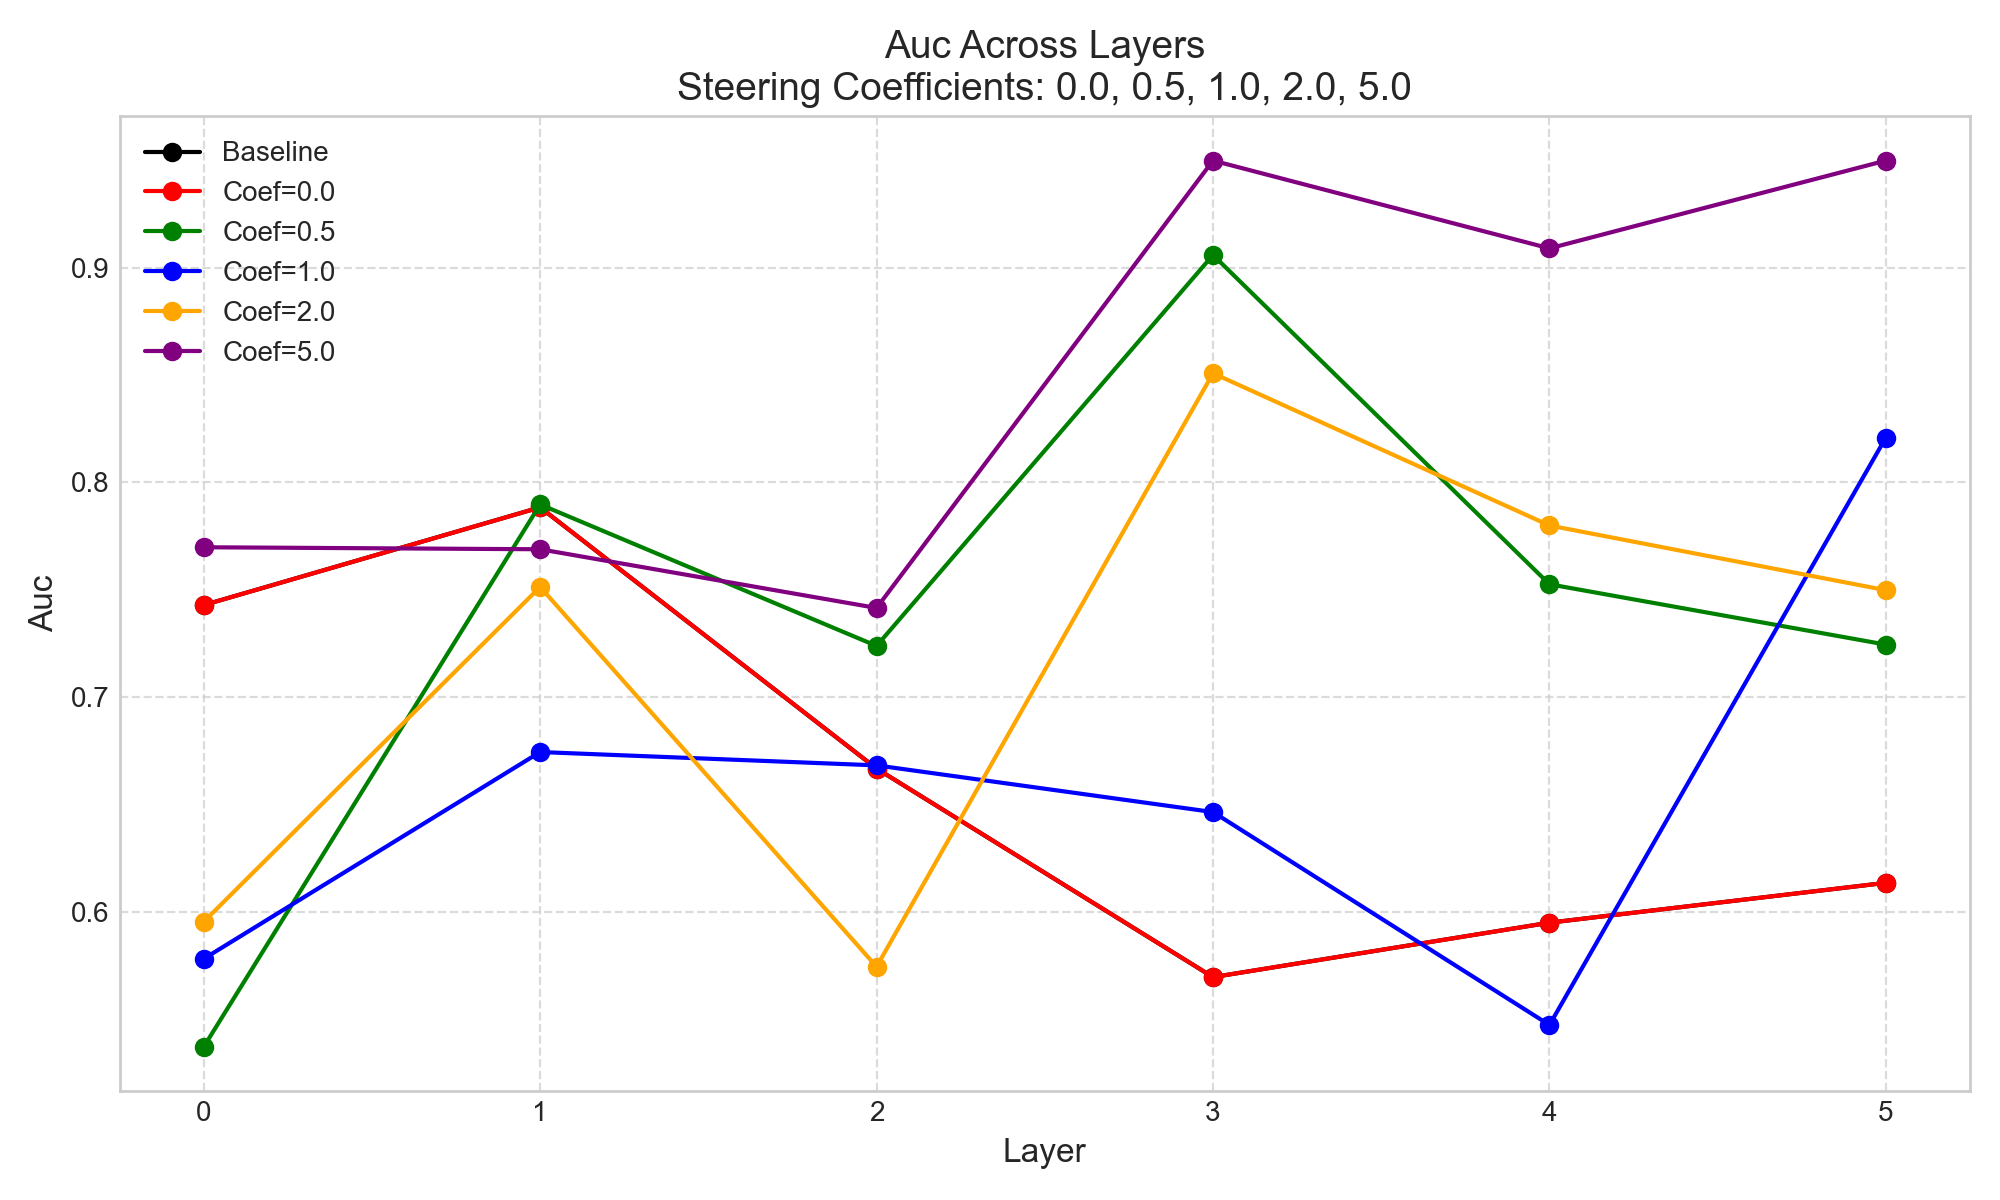 Auc Across Layers
Steering Coefficients: 0.0, 0.5, 1.0, 2.0, 5.0
Baseline
Coef=0.0
Coef=0.5
Coef=1.0
Coef=2.0
Coef=5.0
Auc
0.9
0.8
0.7
0.6
0 1 2 3 4 5
Layer